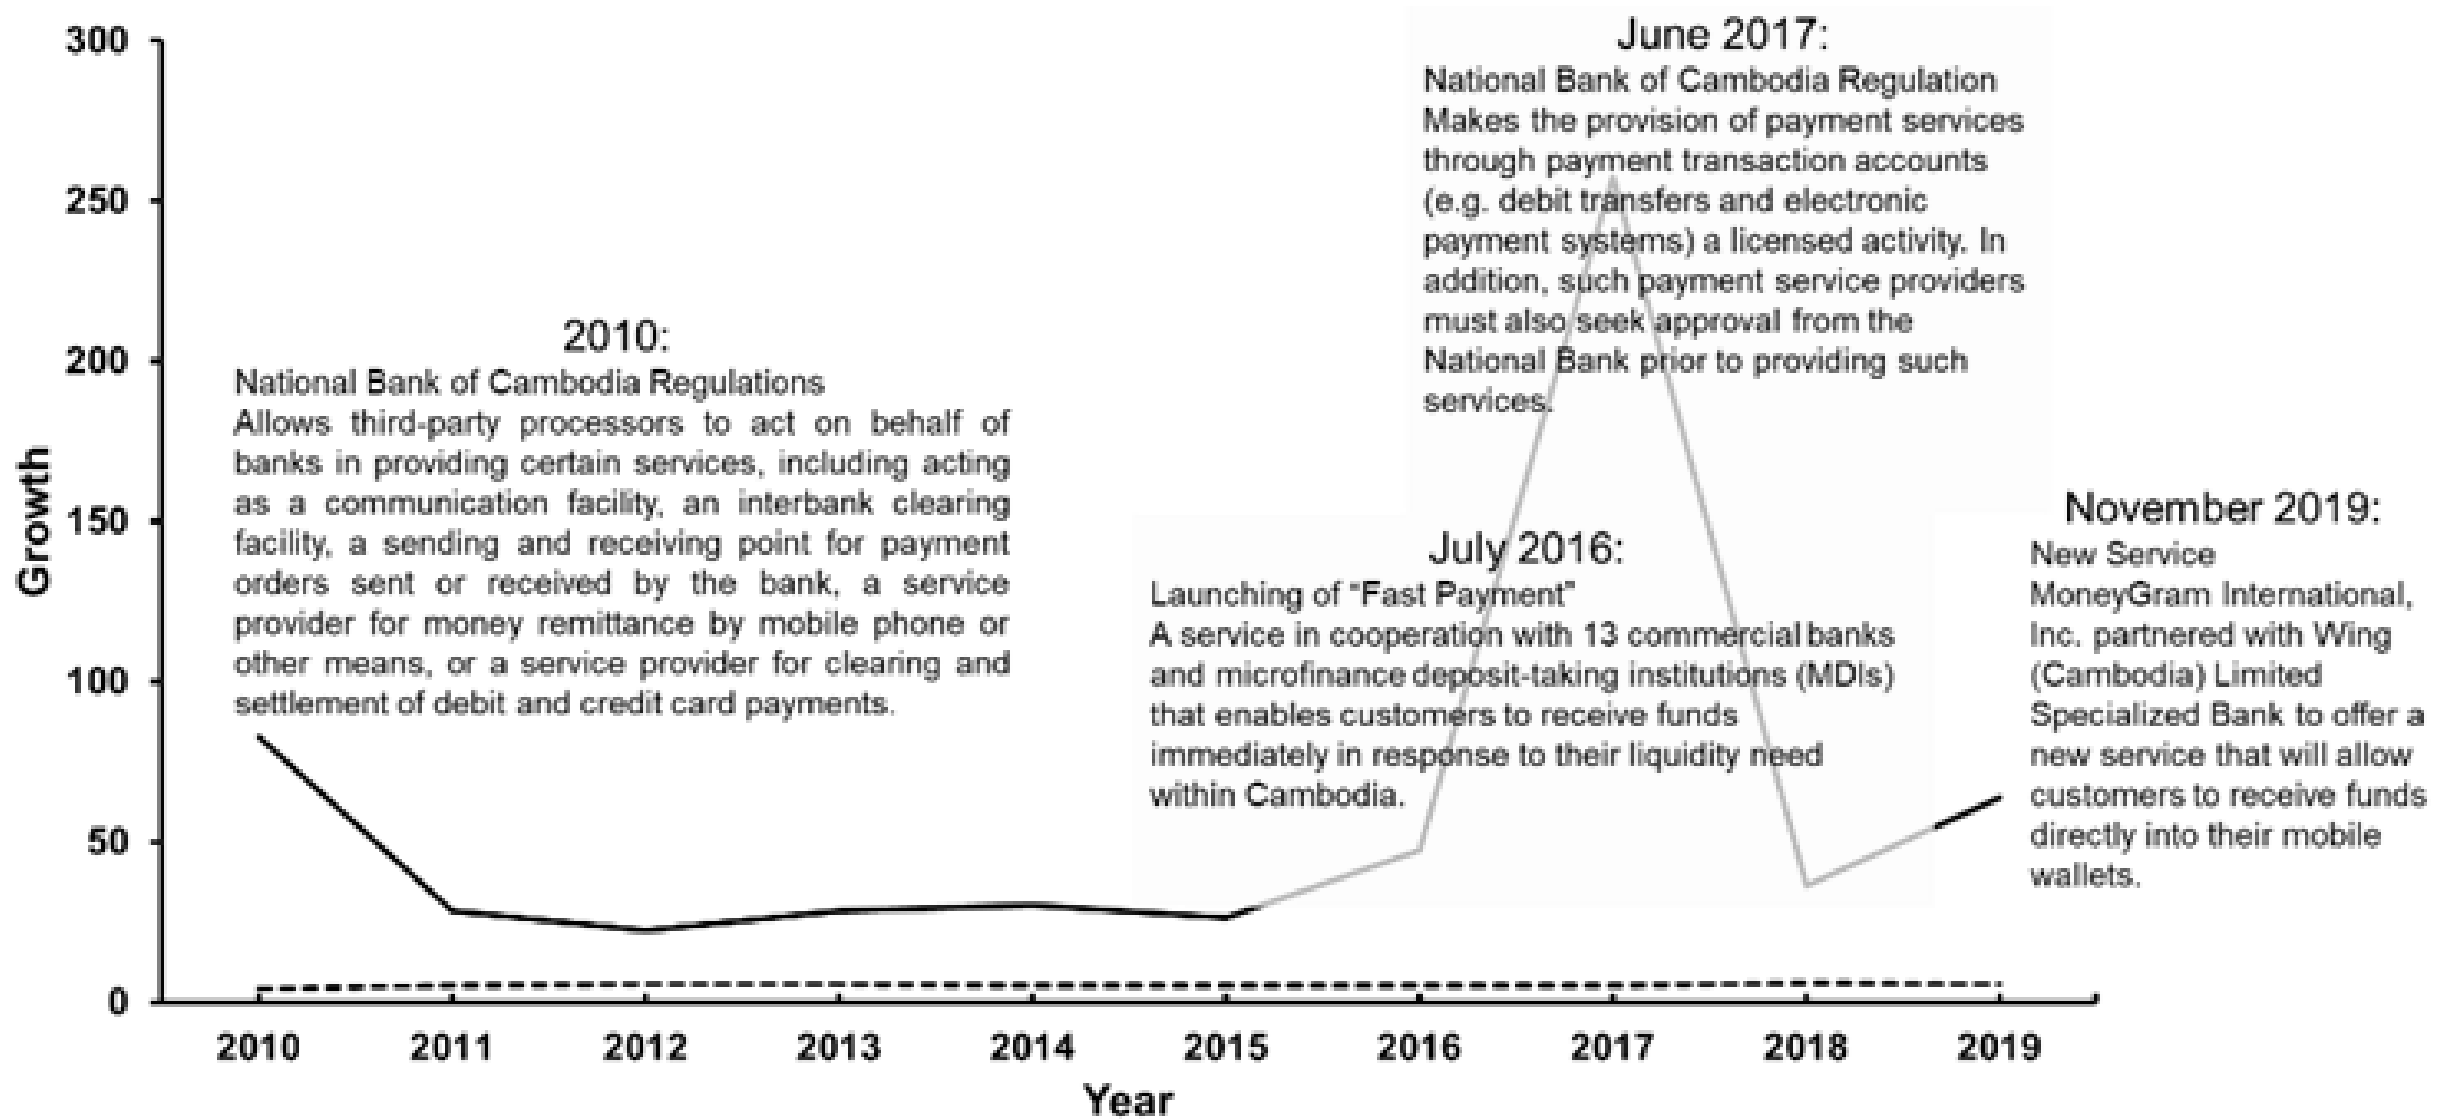 300
250
200
150
100
50
0
Growth
2010:
National Bank of Cambodia Regulations
Allows third-party processors to act on behalf of
banks in providing certain services, including acting
as a communication facility, an interbank clearing
facility, a sending and receiving point for payment
orders sent or received by the bank, a service
provider for money remittance by mobile phone or
other means, or a service provider for clearing and
settlement of debit and credit card payments.
June 2017:
National Bank of Cambodia Regulation
Makes the provision of payment services
through payment transaction accounts
(e.g. debit transfers and electronic
payment systems) a licensed activity. In
addition, such payment service providers
must also seek approval from the
National Bank prior to providing such
services.
July 2016:
Launching of "Fast Payment"
A service in cooperation with 13 commercial banks
and microfinance deposit-taking institutions (MDIs)
that enables customers to receive funds
immediately in response to their liquidity need
within Cambodia.
November 2019:
New Service
MoneyGram International,
Inc. partnered with Wing
(Cambodia) Limited
Specialized Bank to offer a
new service that will allow
customers to receive funds
directly into their mobile
wallets.
2010 2011 2012 2013 2014 2015 2016 2017 2018 2019
Year